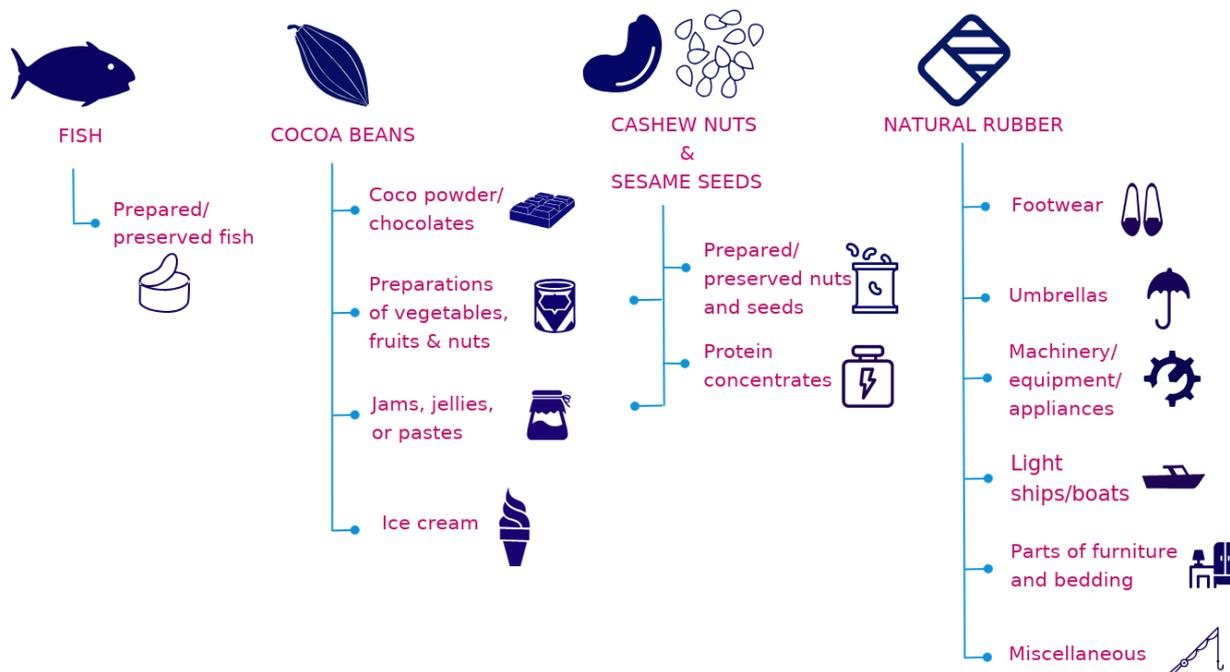 FISH
Prepared/
preserved fish
COCOA BEANS
Coco powder/
chocolates
Preparations
of vegetables,
fruits & nuts
Jams, jellies,
or pastes
Ice cream
CASHEW NUTS
&
SESAME SEEDS
Prepared/
preserved nuts
and seeds
Protein
concentrates
NATURAL RUBBER
Footwear
Umbrellas
Machinery/
equipment/
appliances
Light
ships/boats
Parts of furniture
and bedding
Miscellaneous